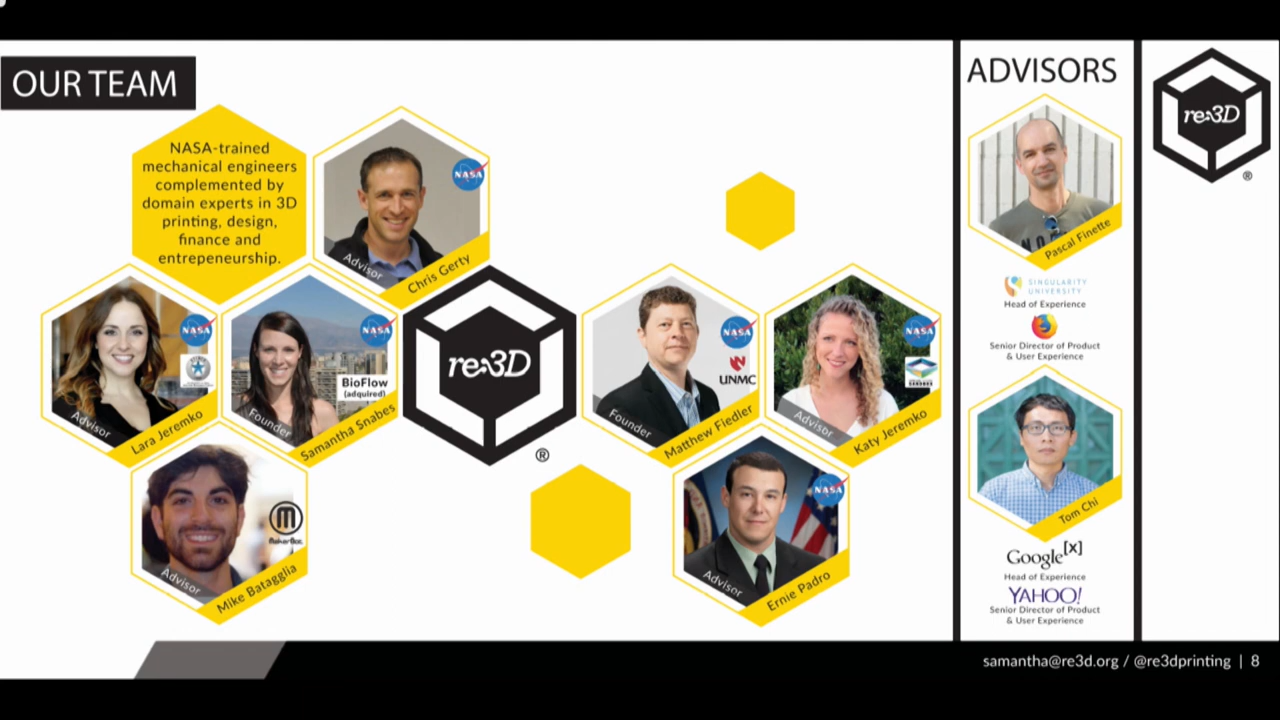 OUR TEAM
NASA-trained
mechanical engineers
complemented by
domain experts in 3D
printing, design,
finance and
entrepeneurship.
NASA
Advisor
Chris Gerty
NASA
Advisor
Lara Jeremko
NASA
BioFlow
(adquired)
Founder
Samantha Snabes
re:3D
®
NASA
UNMC
Founder
Matthew Fiedler
NASA
Advisor
Katy Jeremko
MakerBot
Advisor
Mike Batagglia
NASA
Advisor
Ernie Padro
ADVISORS
Pascal Finette
SINGULARITY
UNIVERSITY
Head of Experience
Senior Director of Product
& User Experience
Tom Chi
Google[x]
Head of Experience
YAHOO!
Senior Director of Product
& User Experience
re:3D
®
samantha@re3d.org / @re3dprinting | 8